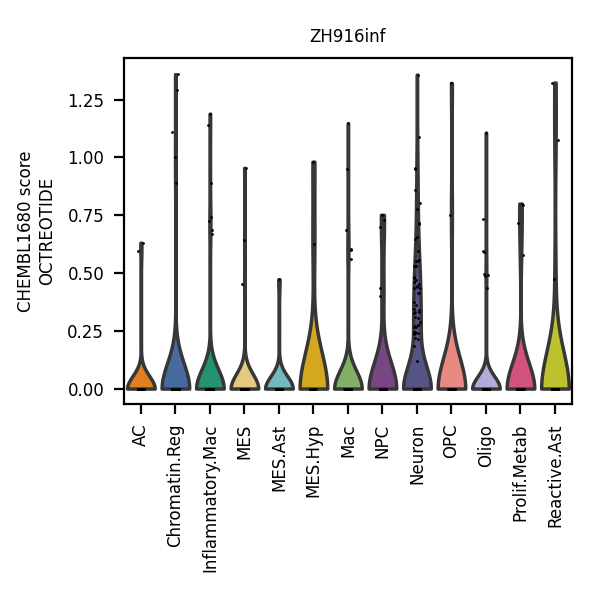 ZH916inf
CHEMBL1680 score
OCTREOTIDE
1.25
1.00
0.75
0.50
0.25
0.00
AC
Chromatin.Reg
Inflammatory.Mac
MES
MES.Ast
MES.Hyp
Mac
NPC
Neuron
OPC
Oligo
Prolif.Metab
Reactive.Ast